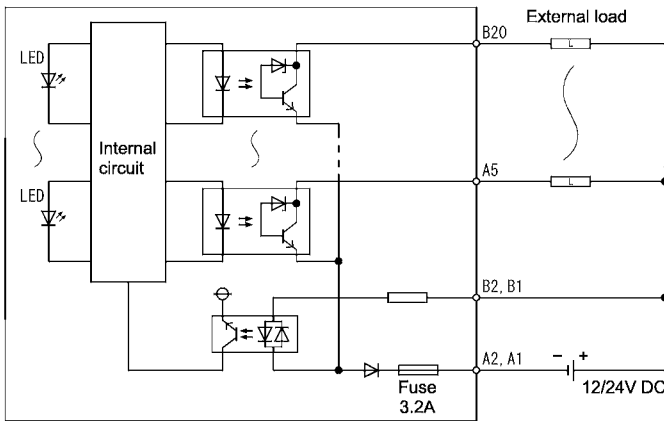 External load
B20
LED
L
Internal
circuit
A5
LED
L
B2, B1
A2, A1
- +
Fuse
3.2A
12/24V DC